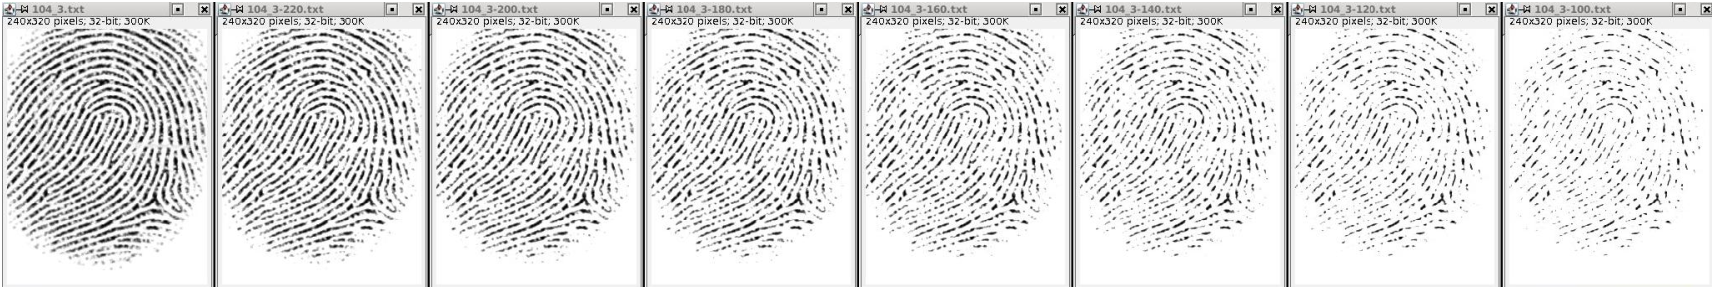 104_3.txt
240x320 pixels; 32-bit; 300K
104_3-220.txt
240x320 pixels; 32-bit; 300K
104_3-200.txt
240x320 pixels; 32-bit; 300K
104_3-180.txt
240x320 pixels; 32-bit; 300K
104_3-160.txt
240x320 pixels; 32-bit; 300K
104_3-140.txt
240x320 pixels; 32-bit; 300K
104_3-120.txt
240x320 pixels; 32-bit; 300K
104_3-100.txt
240x320 pixels; 32-bit; 300K